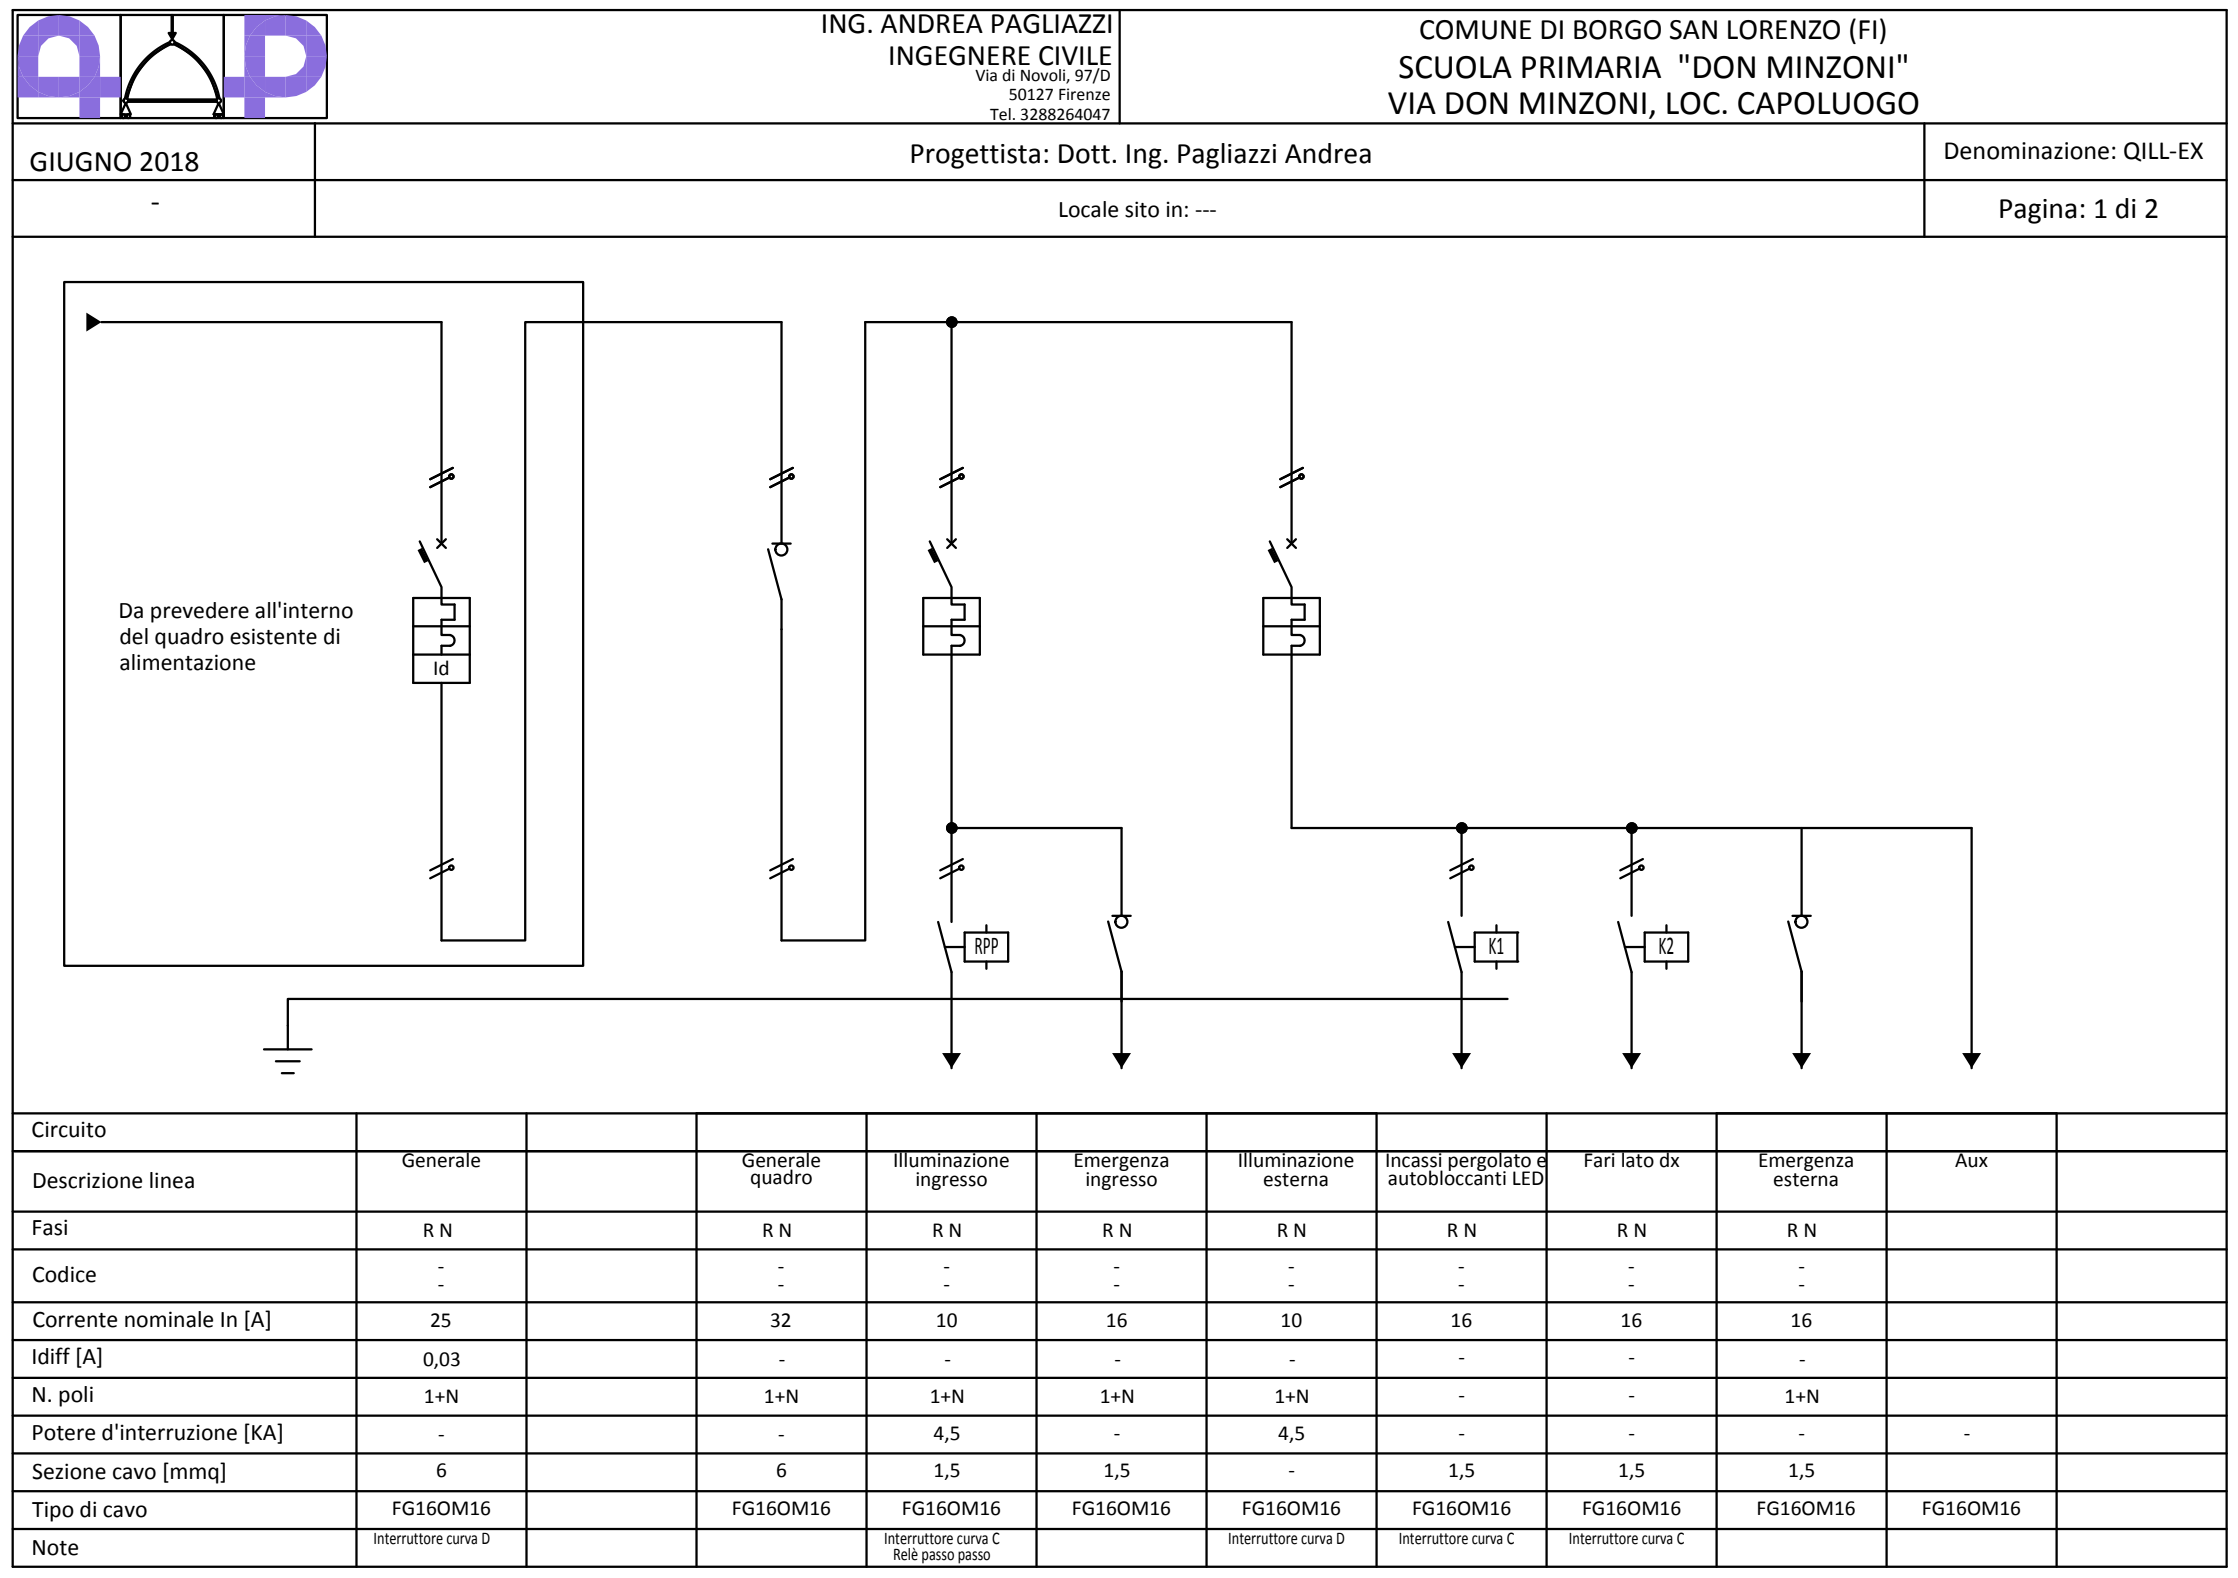 ING. ANDREA PAGLIAZZI
INGEGNERE CIVILE
Via di Novoli, 97/D
50127 Firenze
Tel. 3288264047
COMUNE DI BORGO SAN LORENZO (FI)
SCUOLA PRIMARIA "DON MINZONI"
VIA DON MINZONI, LOC. CAPOLUOGO
GIUGNO 2018
Progettista: Dott. Ing. Pagliazzi Andrea
Denominazione: QILL-EX
-
Locale sito in: ---
Pagina: 1 di 2
Da prevedere all'interno
del quadro esistente di
alimentazione
Id
RPP
K1
K2
Circuito
Descrizione linea
Generale
Generale
quadro
Illuminazione
ingresso
Emergenza
ingresso
Illuminazione
esterna
Incassi pergolato e
autobloccanti LED
Fari lato dx
Emergenza
esterna
Aux
Fasi R N R N R N R N R N R N R N R N
Codice
- - - - - - - -
- - - - - - - -
Corrente nominale In [A] 25 32 10 16 10 16 16 16
Idiff [A] 0,03 - - - - - - -
N. poli 1+N 1+N 1+N 1+N 1+N - - 1+N
Potere d'interruzione [KA] - - 4,5 - 4,5 - - - -
Sezione cavo [mmq] 6 6 1,5 1,5 - 1,5 1,5 1,5
Tipo di cavo FG16OM16 FG16OM16 FG16OM16 FG16OM16 FG16OM16 FG16OM16 FG16OM16 FG16OM16 FG16OM16
Note
Interruttore curva D
Interruttore curva C
Relè passo passo
Interruttore curva D
Interruttore curva C
Interruttore curva C